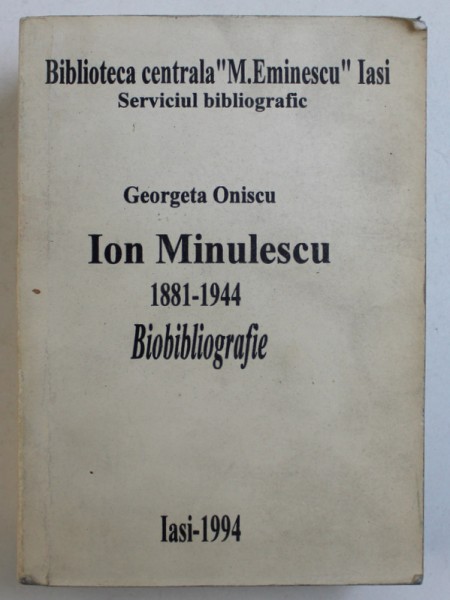 Biblioteca centrala"M.Eminescu" Iasi
Serviciul bibliografic
Georgeta Oniscu
Ion Minulescu
1881-1944
Biobibliografie
Iasi-1994